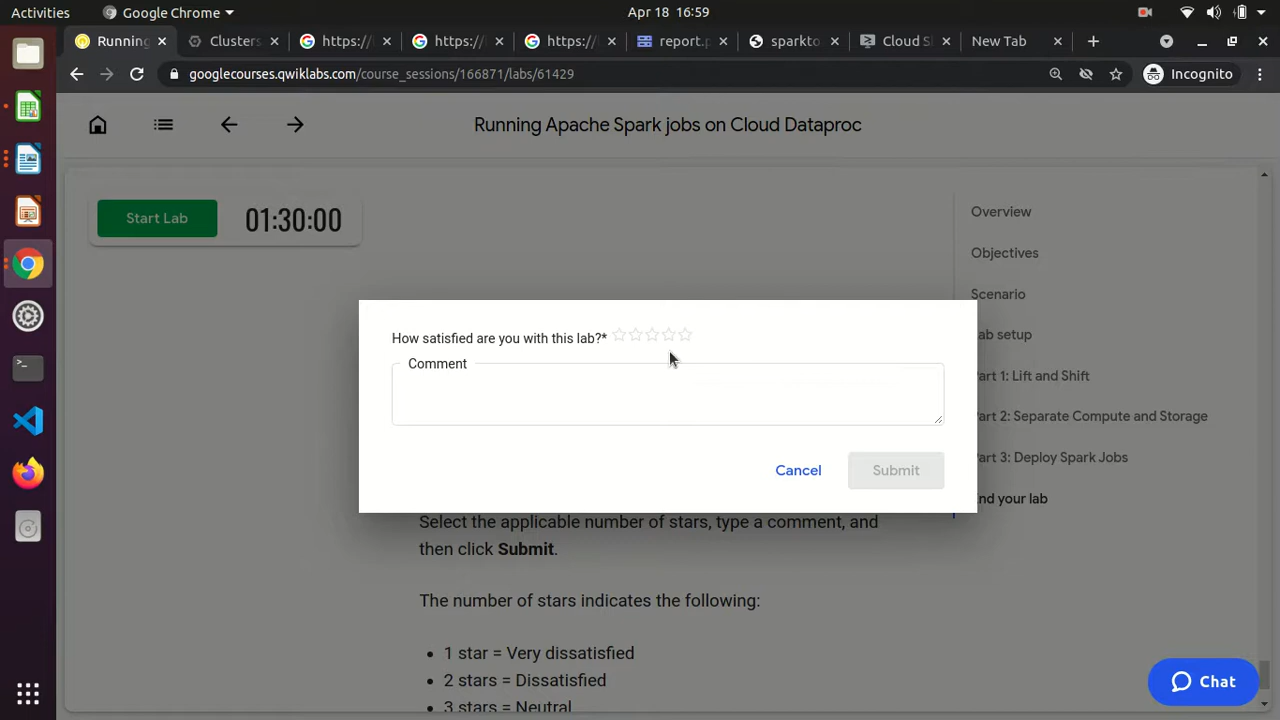 Activities
Google Chrome
Apr 18 16:59
Running
Clusters
https://
https://
https://
report.p
sparkto
Cloud S
New Tab
googlecourses.qwiklabs.com/course_sessions/166871/labs/61429
Incognito
Running Apache Spark jobs on Cloud Dataproc
Start Lab
01:30:00
Overview
Objectives
Scenario
ab setup
art 1: Lift and Shift
art 2: Separate Compute and Storage
art 3: Deploy Spark Jobs
nd your lab
How satisfied are you with this lab?*
Comment
Cancel
Submit
Select the applicable number of stars, type a comment, and
then click Submit.
The number of stars indicates the following:
• 1 star = Very dissatisfied
• 2 stars = Dissatisfied
• 3 stars = Neutral
Chat